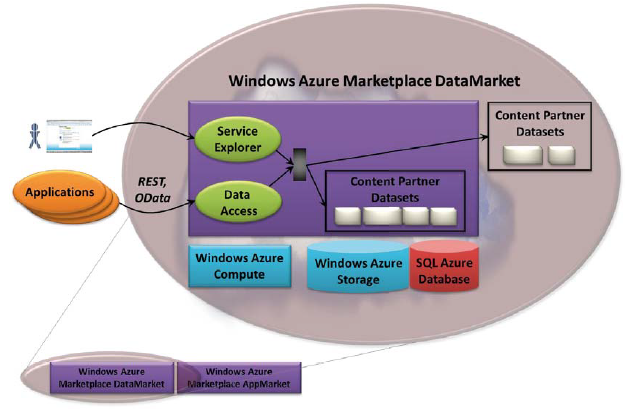 Windows Azure Marketplace DataMarket
Service
Explorer
Content Partner
Datasets
Applications
REST,
OData
Data
Access
Content Partner
Datasets
Windows Azure
Compute
Windows Azure
Storage
SQL Azure
Database
Windows Azure
Marketplace DataMarket
Windows Azure
Marketplace AppMarket